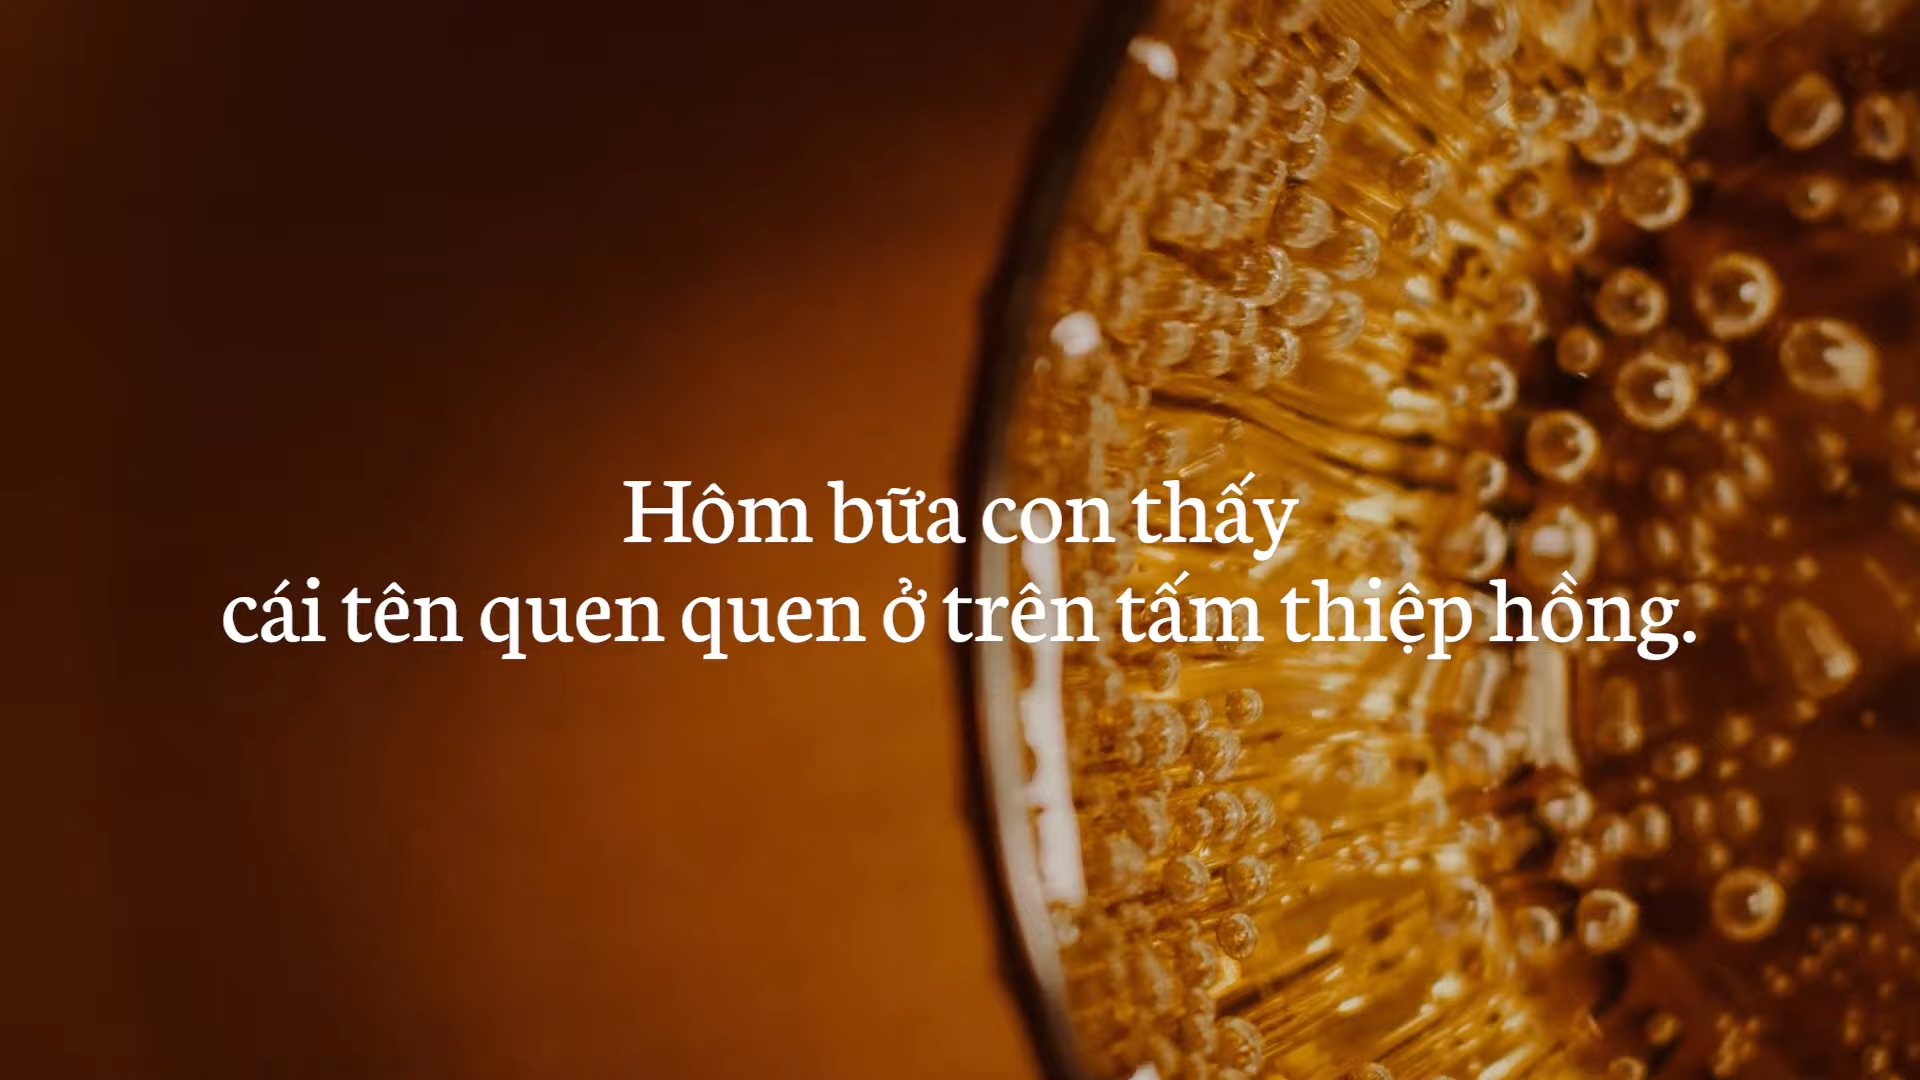 Hôm bữa con thấy
cái tên quen quen ở trên tấm thiệp hồng.